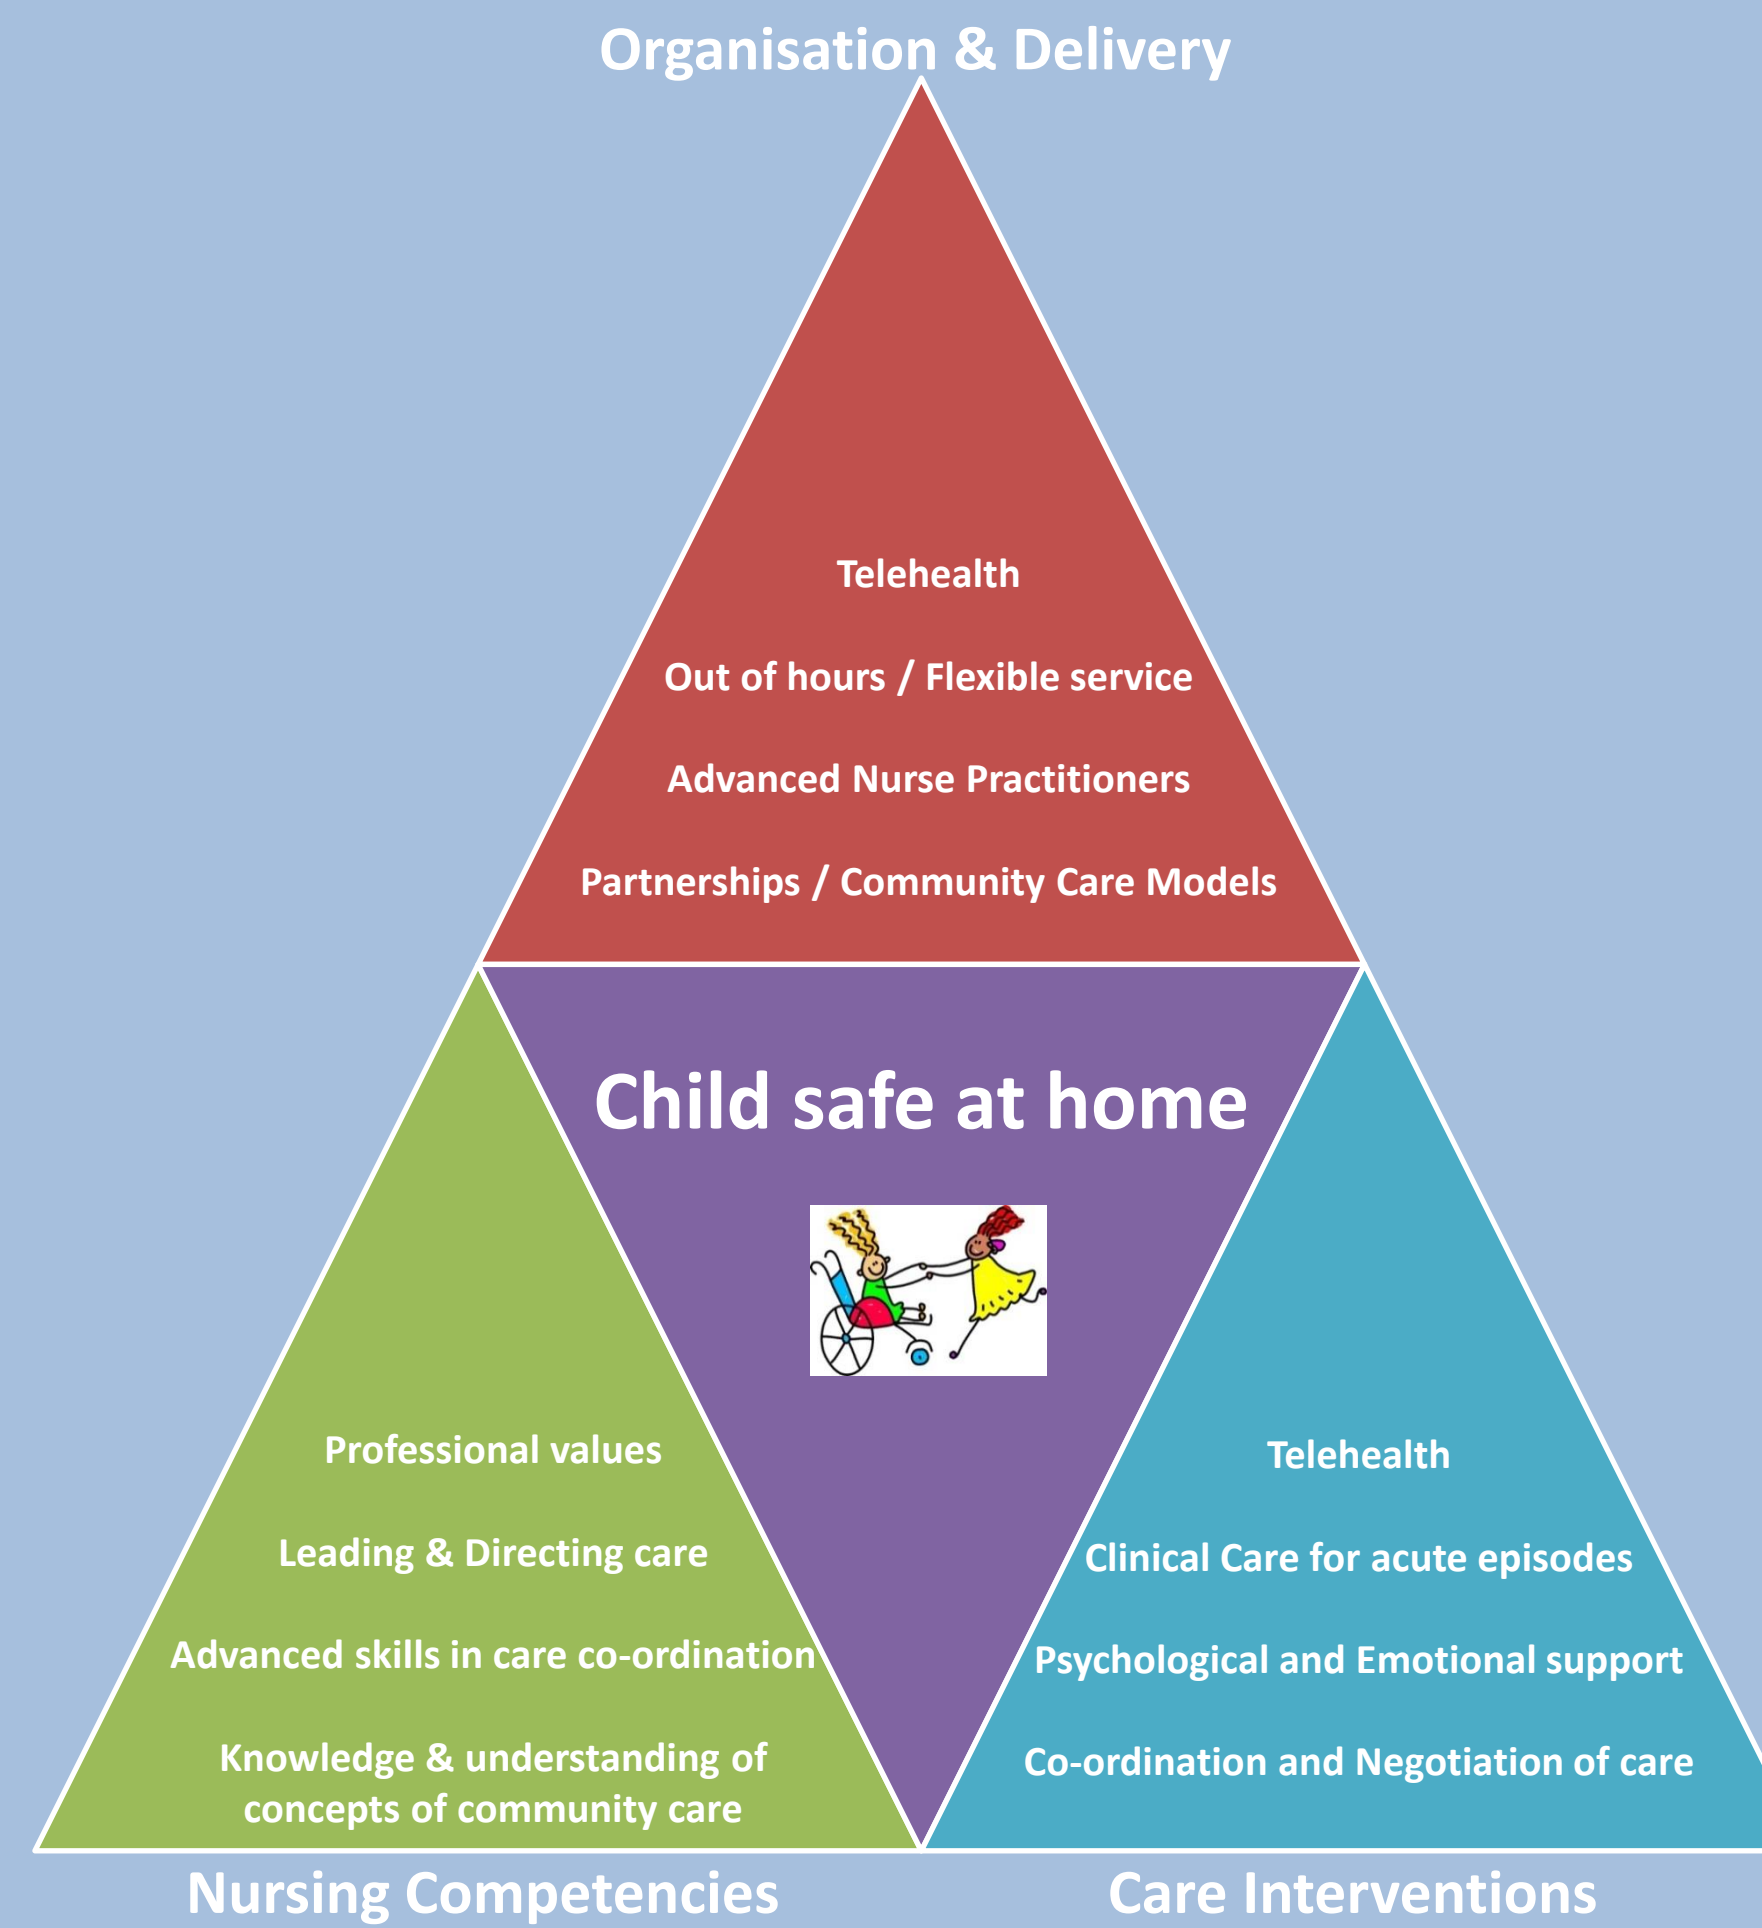 Organisation & Delivery
Telehealth
Out of hours / Flexible service
Advanced Nurse Practitioners
Partnerships / Community Care Models
Child safe at home
Professional values
Leading & Directing care
Advanced skills in care co-ordination
Knowledge & understanding of
concepts of community care
Telehealth
Clinical Care for acute episodes
Psychological and Emotional support
Co-ordination and Negotiation of care
Nursing Competencies
Care Interventions